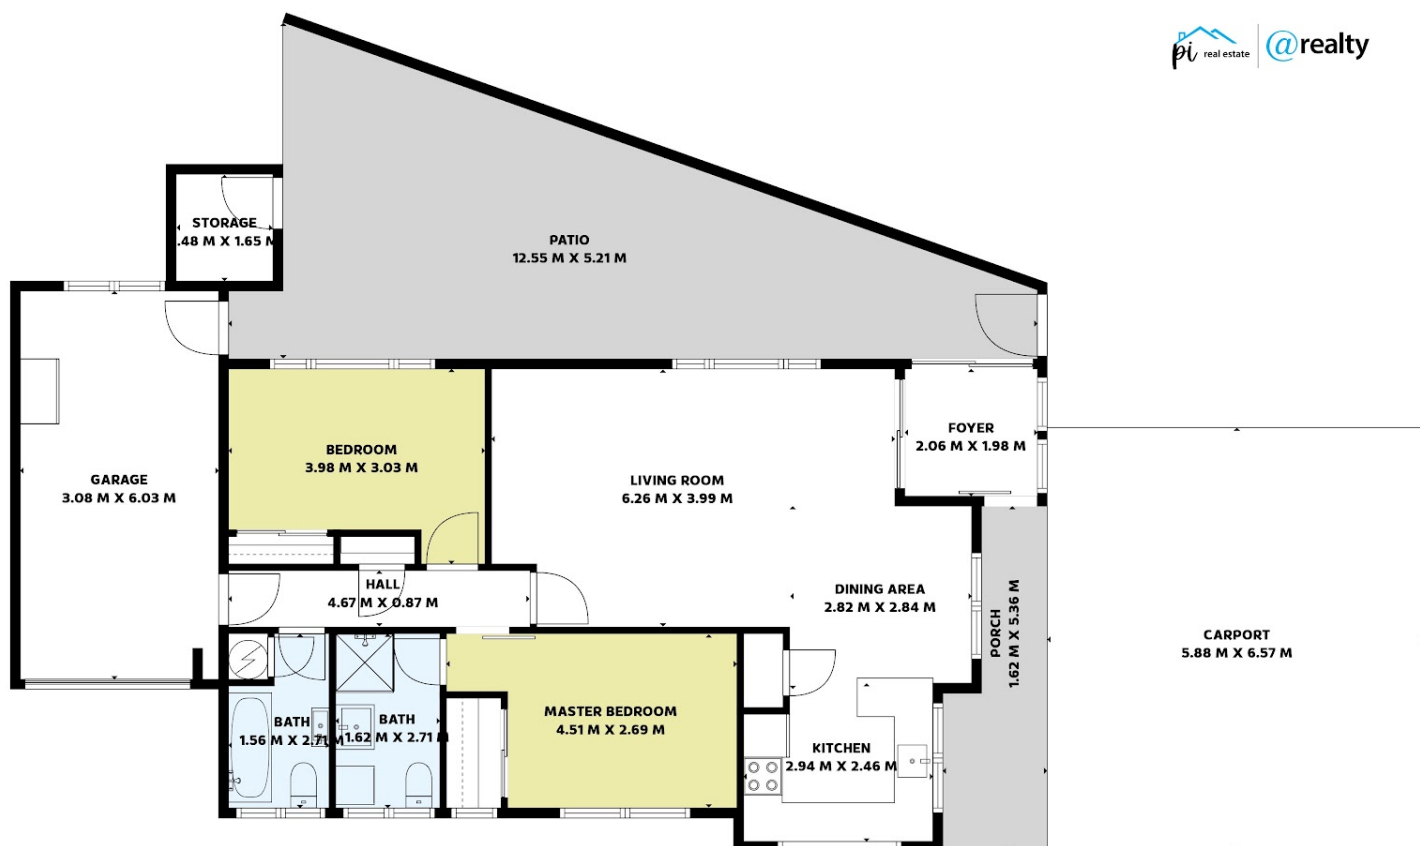 pi real estate @realty
STORAGE
.48 M X 1.65 M
PATIO
12.55 M X 5.21 M
GARAGE
3.08 M X 6.03 M
BEDROOM
3.98 M X 3.03 M
LIVING ROOM
6.26 M X 3.99 M
FOYER
2.06 M X 1.98 M
HALL
4.67 M X 0.87 M
DINING AREA
2.82 M X 2.84 M
PORCH
1.62 M X 5.36 M
CARPORT
5.88 M X 6.57 M
BATH
1.56 M X 2.71 M
BATH
1.62 M X 2.71 M
MASTER BEDROOM
4.51 M X 2.69 M
KITCHEN
2.94 M X 2.46 M